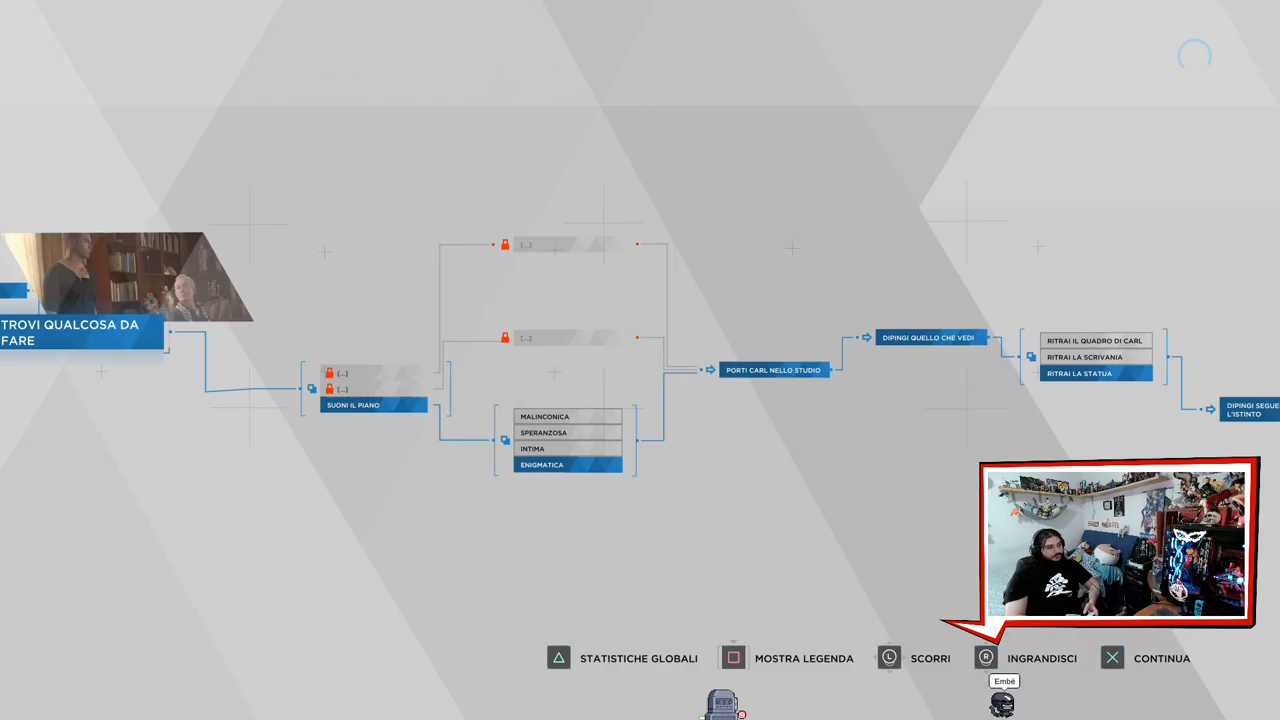 TROVI QUALCOSA DA
FARE
[...]
[...]
SUONI IL PIANO
[...]
[...]
MALINCONICA
SPERANZOSA
INTIMA
ENIGMATICA
PORTI CARL NELLO STUDIO
DIPINGI QUELLO CHE VEDI
RITRAI IL QUADRO DI CARL
RITRAI LA SCRIVANIA
RITRAI LA STATUA
DIPINGI SEGUE
L'ISTINTO
STATISTICHE GLOBALI
MOSTRA LEGENDA
L
SCORRI
R
INGRANDISCI
CONTINUA
Embé